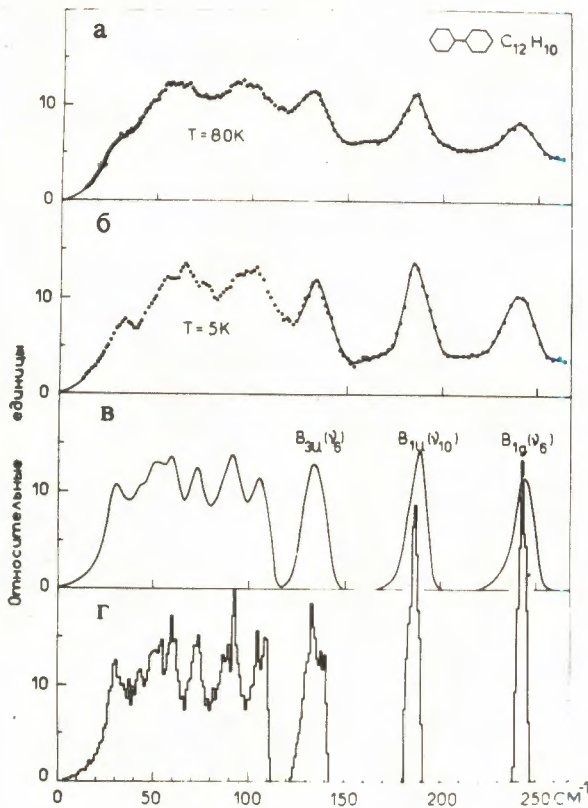 а
C₁₂H₁₀
10
T=80K
0
б
10
T=5K
0
Относительные единицы
в
B₃ᵤ(ν₆)
B₁ᵤ(ν₁₀)
B₁g(ν₆)
10
0
г
10
0
0
50
100
150
200
250 см⁻¹